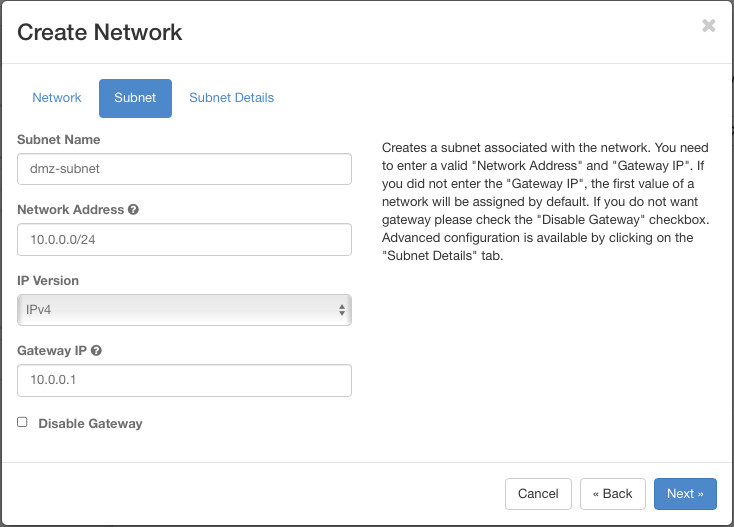 Create Network
×
Network
Subnet
Subnet Details
Subnet Name
dmz-subnet
Network Address
10.0.0.0/24
IP Version
IPv4
Gateway IP
10.0.0.1
Disable Gateway
Creates a subnet associated with the network. You need
to enter a valid "Network Address" and "Gateway IP". If
you did not enter the "Gateway IP", the first value of a
network will be assigned by default. If you do not want
gateway please check the "Disable Gateway" checkbox.
Advanced configuration is available by clicking on the
"Subnet Details" tab.
Cancel
« Back
Next »